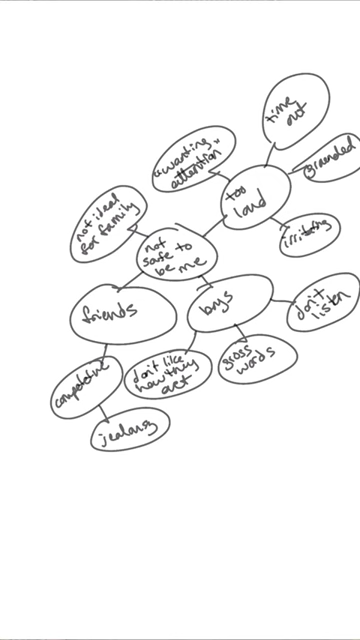 time
out
"wanting"
attention
grounded
too
loud
not ideal
for family
irritating
not
safe to
be me
friends
boys
don't
listen
competetive
don't like
how they
act
gross
words
jealousy